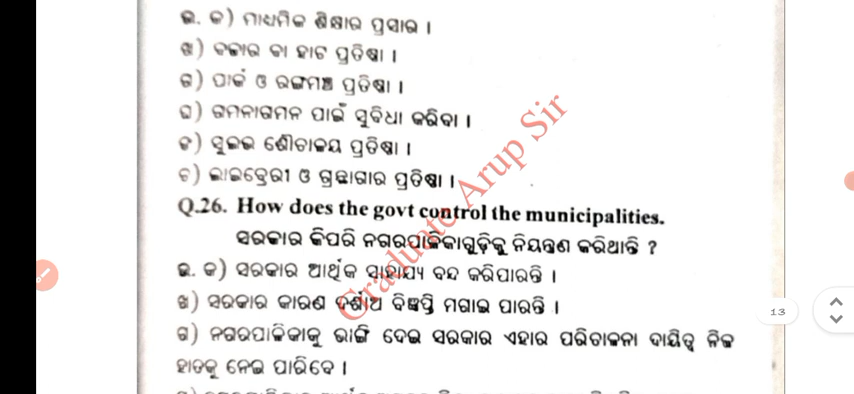 ଉ. କ) ମାଧ୍ୟମିକ ଶିକ୍ଷାର ପ୍ରସାର ।
ଖ) ବଜାର ବା ହାଟ ପ୍ରତିଷ୍ଠା ।
ଗ) ପାର୍କ ଓ ରଙ୍ଗମଞ୍ଚ ପ୍ରତିଷ୍ଠା ।
ଘ) ଗମନାଗମନ ପାଇଁ ସୁବିଧା କରିବା ।
ଙ) ସୁଲଭ ଶୌଚାଳୟ ପ୍ରତିଷ୍ଠା ।
ଚ) ଲାଇବ୍ରେରୀ ଓ ଗ୍ରନ୍ଥାଗାର ପ୍ରତିଷ୍ଠା ।
Graduate Arup Sir
Q.26. How does the govt control the municipalities.
ସରକାର କିପରି ନଗରପାଳିକାଗୁଡ଼ିକୁ ନିୟନ୍ତ୍ରଣ କରିଥାନ୍ତି ?
ଉ. କ) ସରକାର ଆର୍ଥିକ ସାହାଯ୍ୟ ବନ୍ଦ କରିପାରନ୍ତି ।
ଖ) ସରକାର କାରଣ ଦର୍ଶାଅ ବିଜ୍ଞପ୍ତି ମଗାଇ ପାରନ୍ତି ।
13
ଗ) ନଗରପାଳିକାକୁ ଭାଙ୍ଗି ଦେଇ ସରକାର ଏହାର ପରିଚାଳନା ଦାୟିତ୍ୱ ନିଜ
ହାତକୁ ନେଇ ପାରିବେ ।